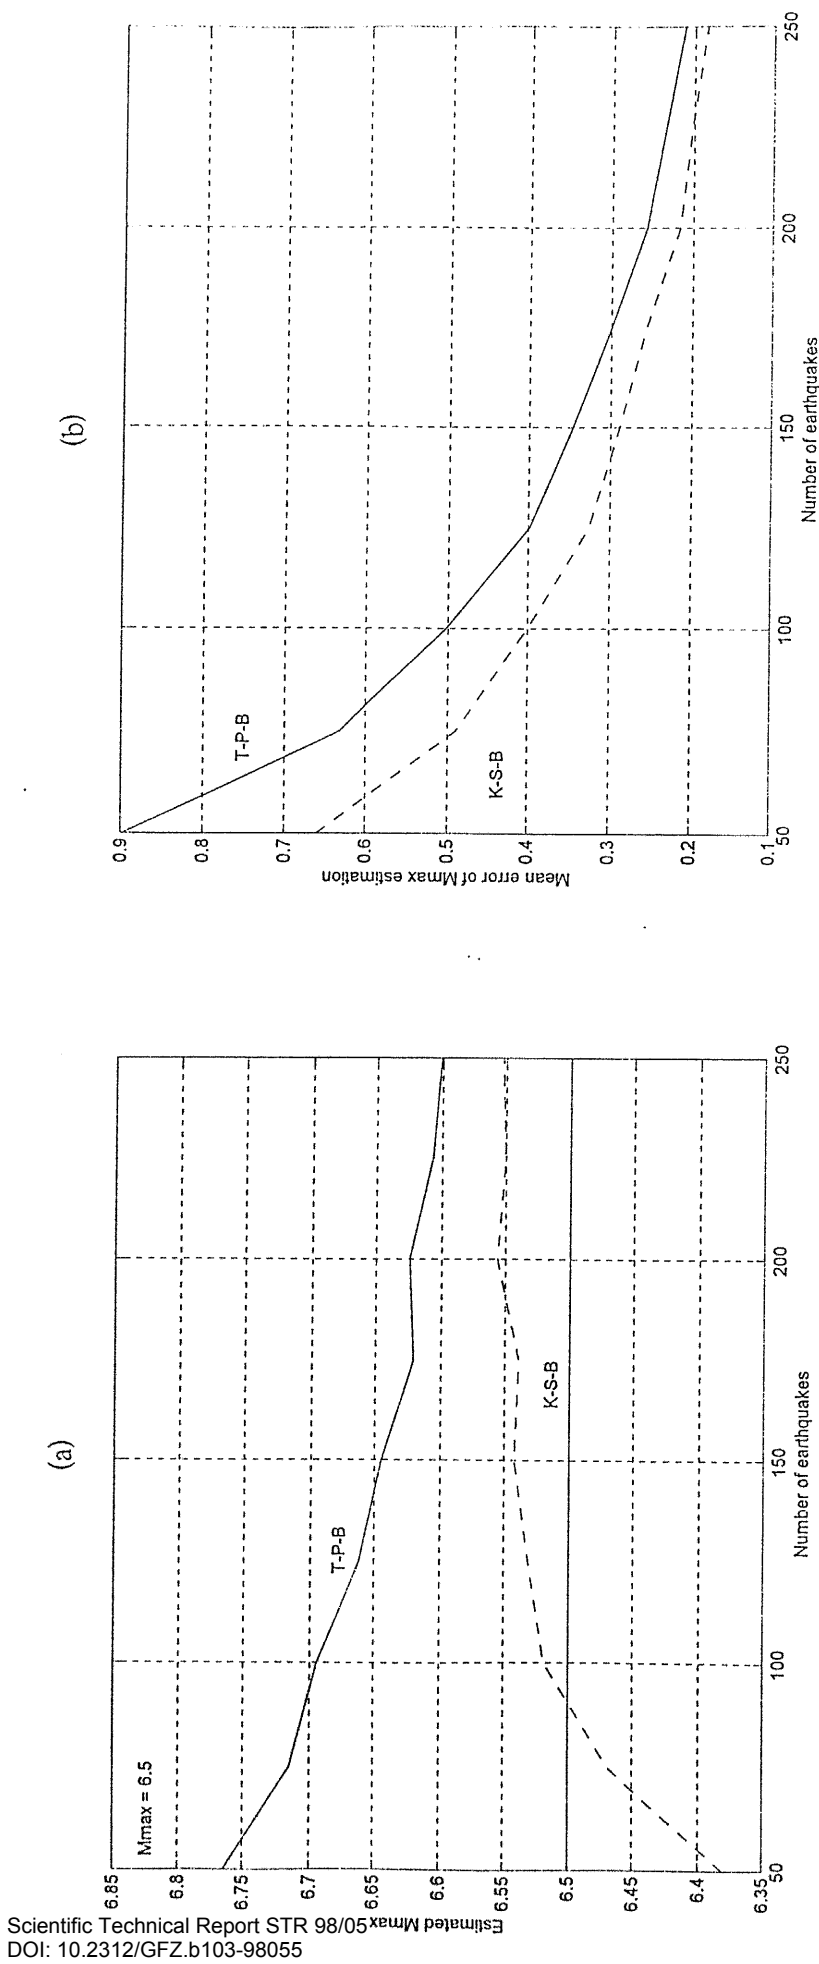 (a)
Mmax = 6.5
T-P-B
K-S-B
Estimated Mmax
6.85
6.8
6.75
6.7
6.65
6.6
6.55
6.5
6.45
6.4
6.35
50
100
150
200
250
Number of earthquakes
(b)
T-P-B
K-S-B
Mean error of Mmax estimation
0.9
0.8
0.7
0.6
0.5
0.4
0.3
0.2
0.1
50
100
150
200
250
Number of earthquakes
Scientific Technical Report STR 98/05
DOI: 10.2312/GFZ.b103-98055